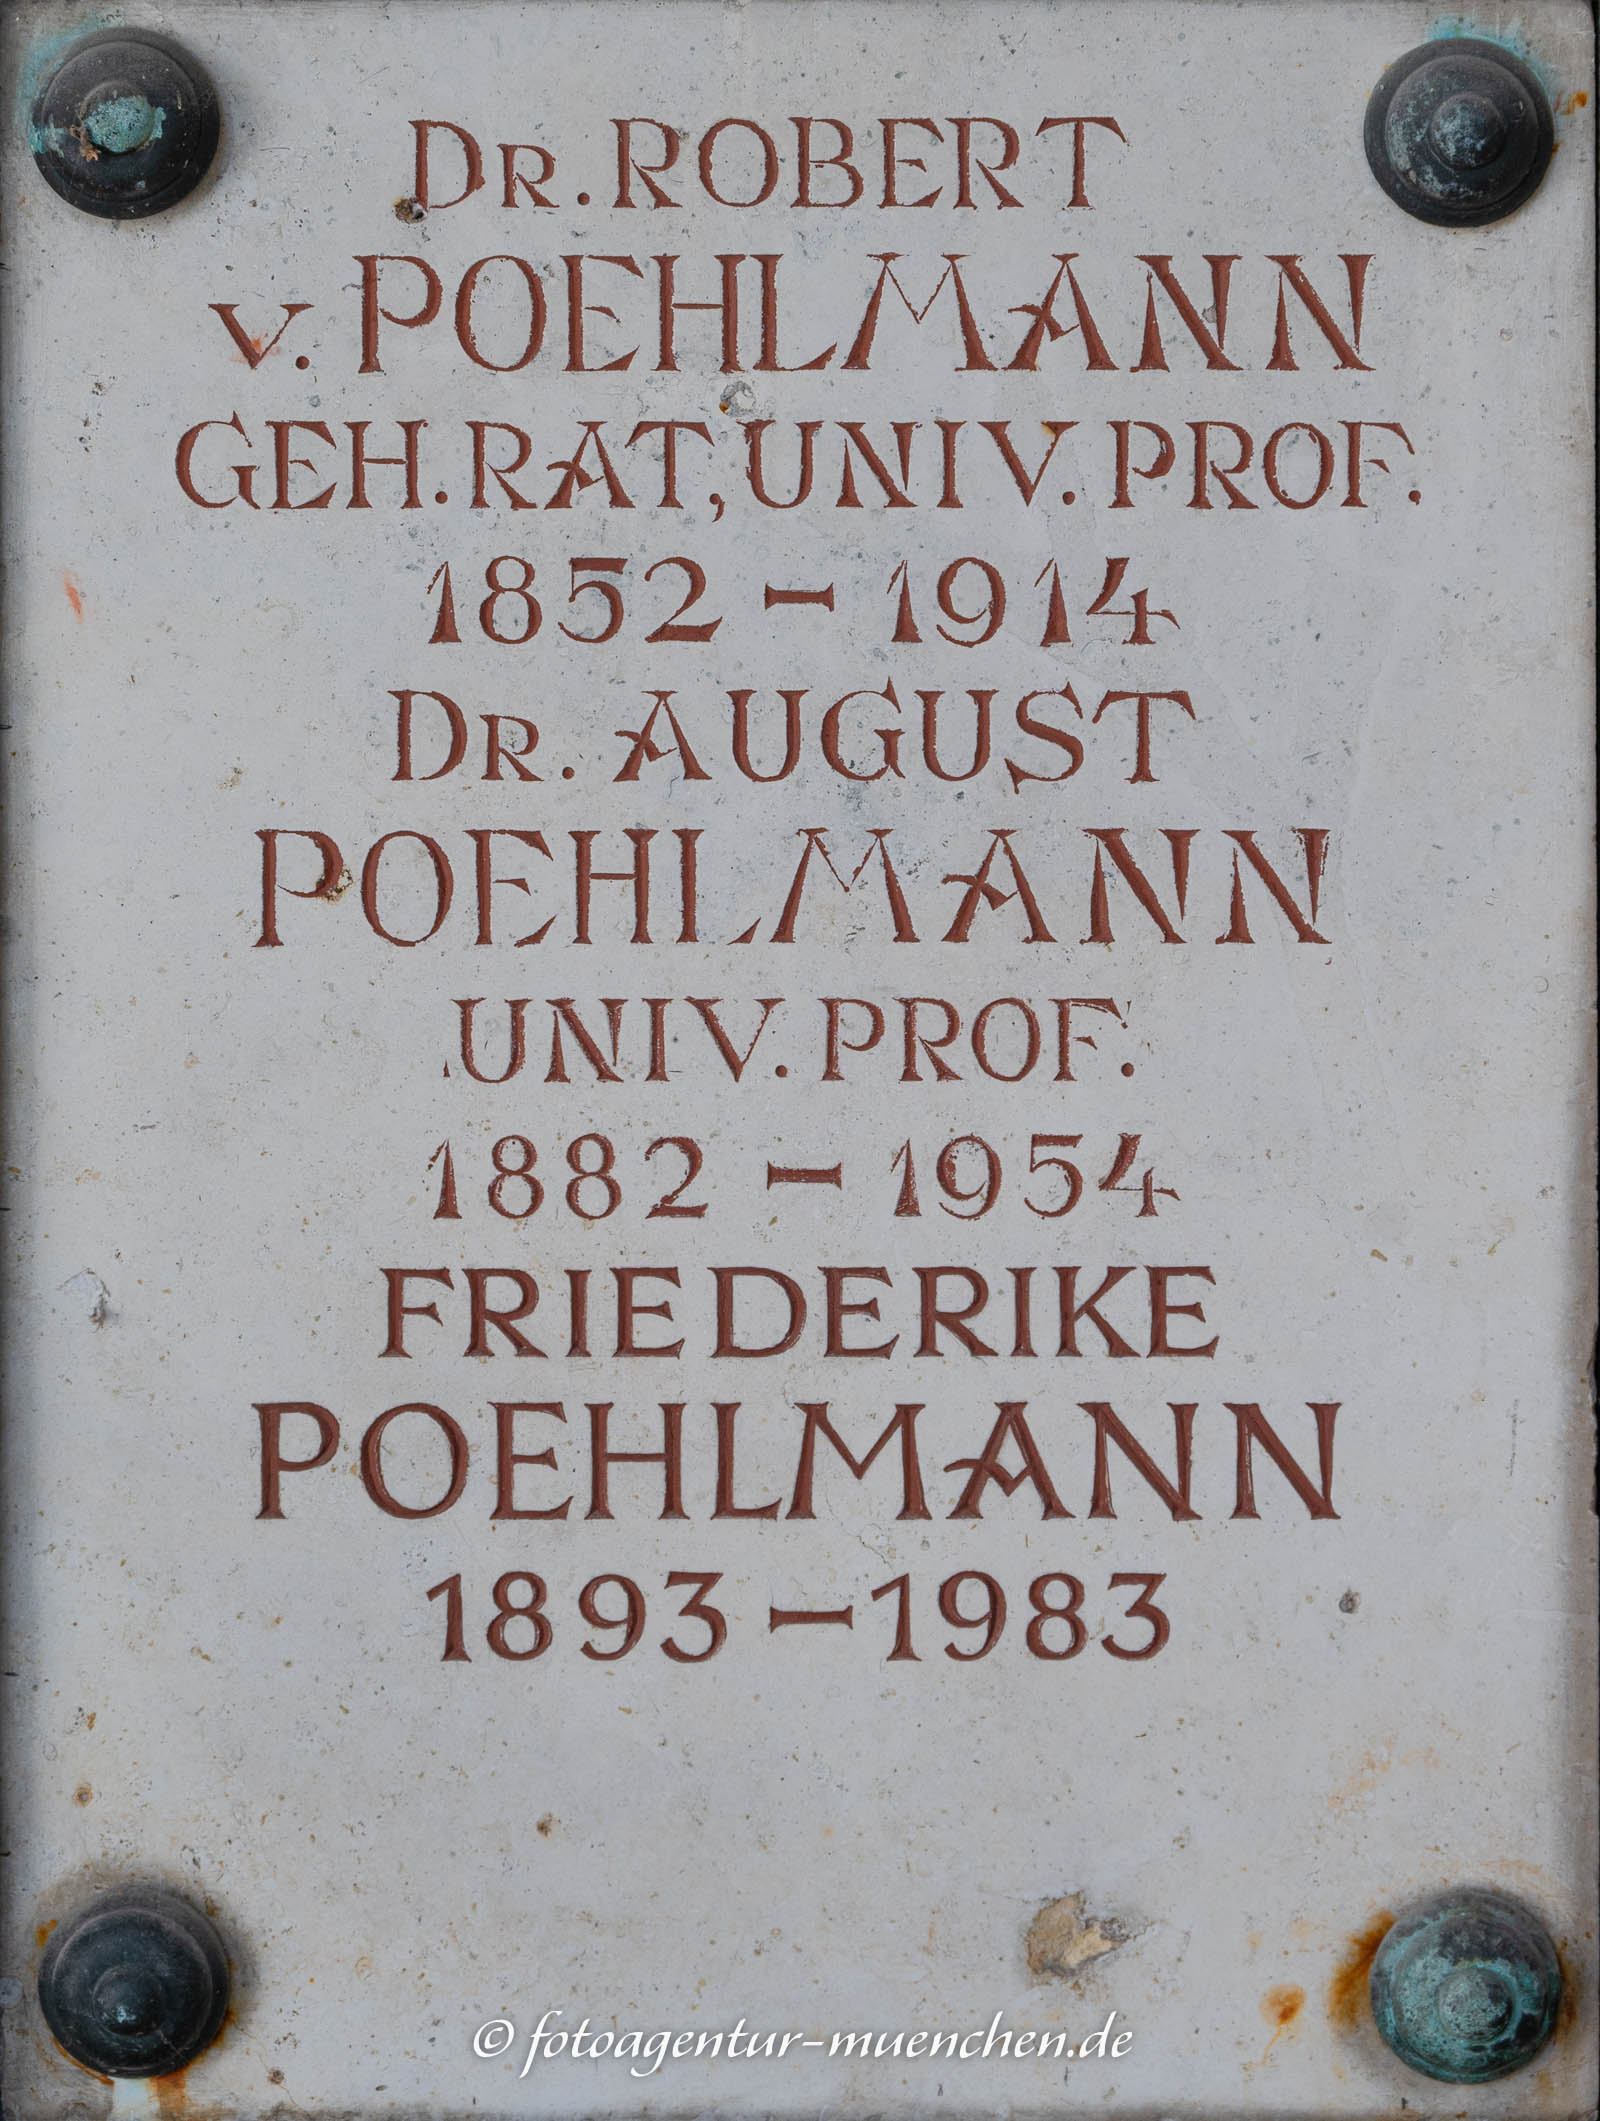 DR. ROBERT
v. POEHLMANN
GEH. RAT, UNIV. PROF.
1852 – 1914
DR. AUGUST
POEHLMANN
UNIV. PROF.
1882 – 1954
FRIEDERIKE
POEHLMANN
1893 – 1983
© fotoagentur-muenchen.de